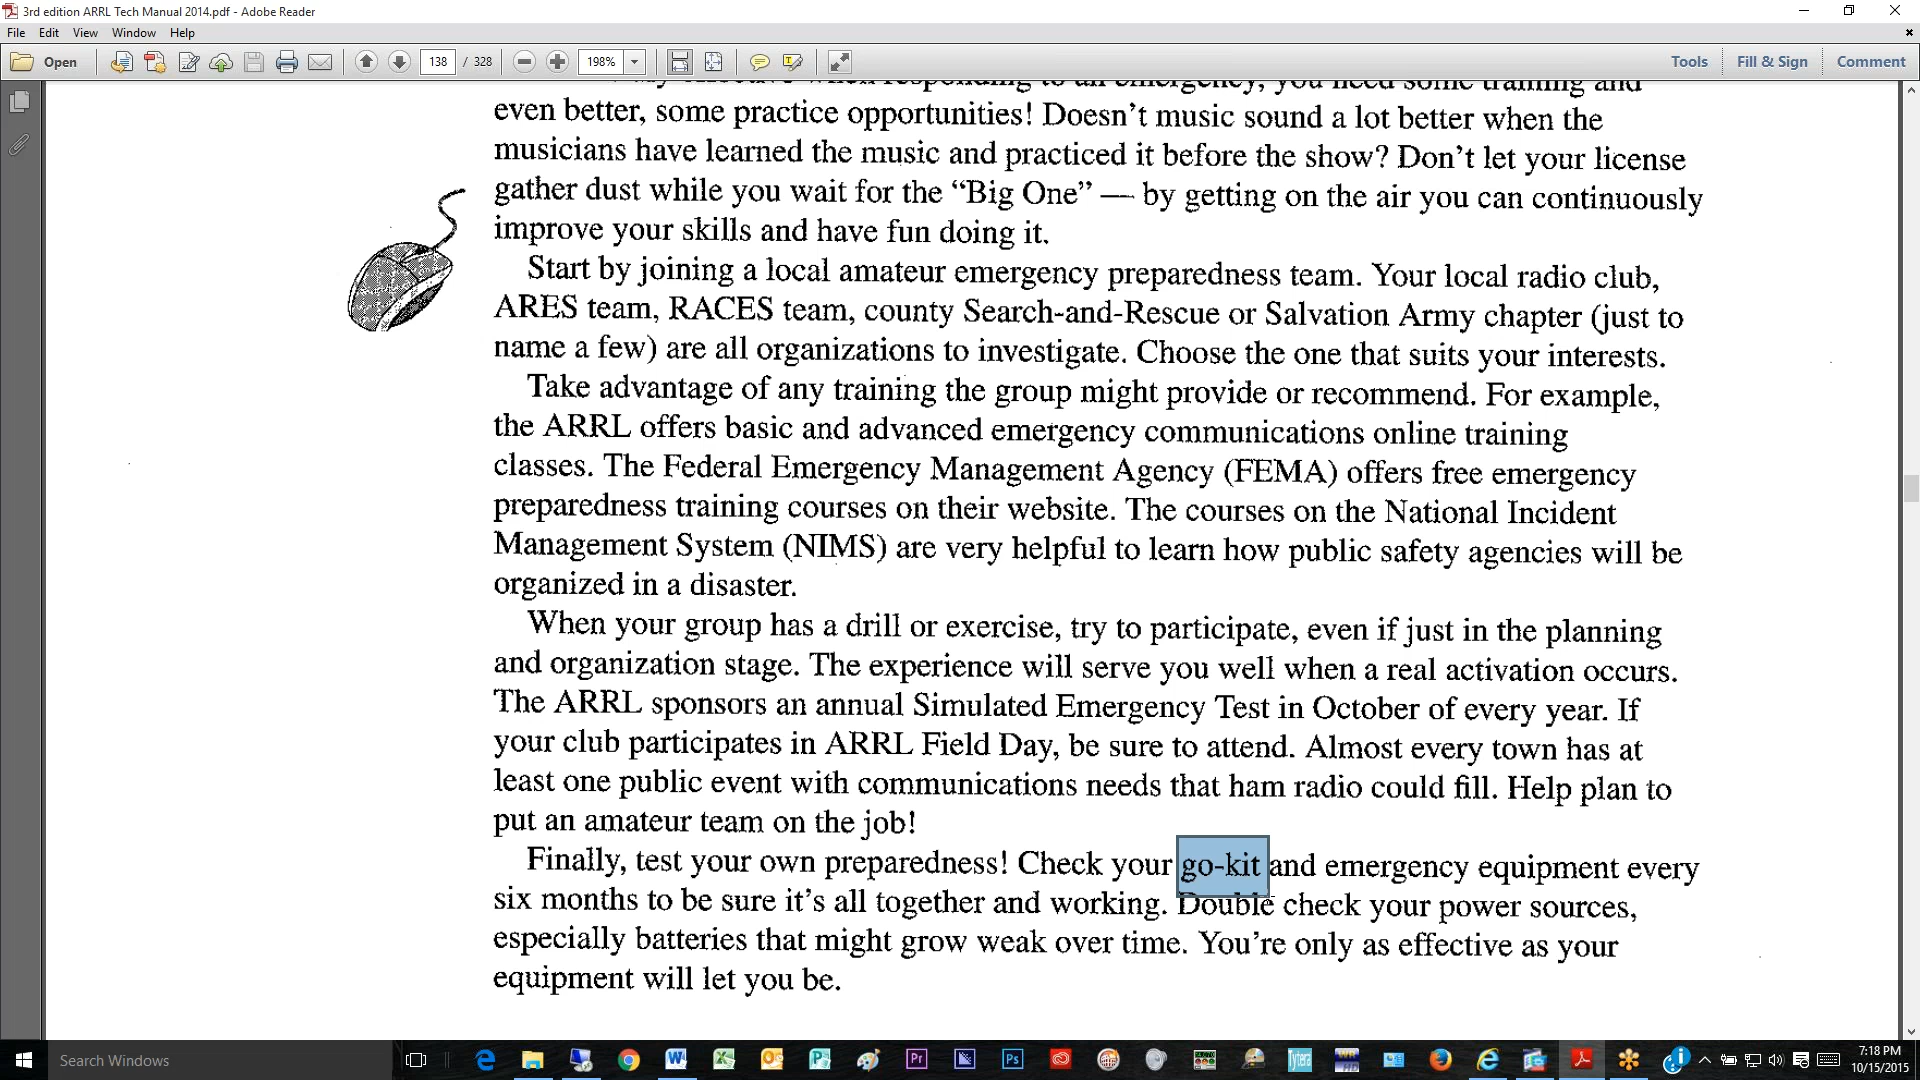 3rd edition ARRL Tech Manual 2014.pdf - Adobe Reader
File Edit View Window Help
Open 138 / 328 198% Tools Fill & Sign Comment
when responding to an emergency, you need some training and
even better, some practice opportunities! Doesn't music sound a lot better when the
musicians have learned the music and practiced it before the show? Don't let your license
gather dust while you wait for the “Big One” — by getting on the air you can continuously
improve your skills and have fun doing it.
Start by joining a local amateur emergency preparedness team. Your local radio club,
ARES team, RACES team, county Search-and-Rescue or Salvation Army chapter (just to
name a few) are all organizations to investigate. Choose the one that suits your interests.
Take advantage of any training the group might provide or recommend. For example,
the ARRL offers basic and advanced emergency communications online training
classes. The Federal Emergency Management Agency (FEMA) offers free emergency
preparedness training courses on their website. The courses on the National Incident
Management System (NIMS) are very helpful to learn how public safety agencies will be
organized in a disaster.
When your group has a drill or exercise, try to participate, even if just in the planning
and organization stage. The experience will serve you well when a real activation occurs.
The ARRL sponsors an annual Simulated Emergency Test in October of every year. If
your club participates in ARRL Field Day, be sure to attend. Almost every town has at
least one public event with communications needs that ham radio could fill. Help plan to
put an amateur team on the job!
Finally, test your own preparedness! Check your go-kit and emergency equipment every
six months to be sure it's all together and working. Double check your power sources,
especially batteries that might grow weak over time. You're only as effective as your
equipment will let you be.
Search Windows Pr Ps Tytera 7:18 PM
10/15/2015